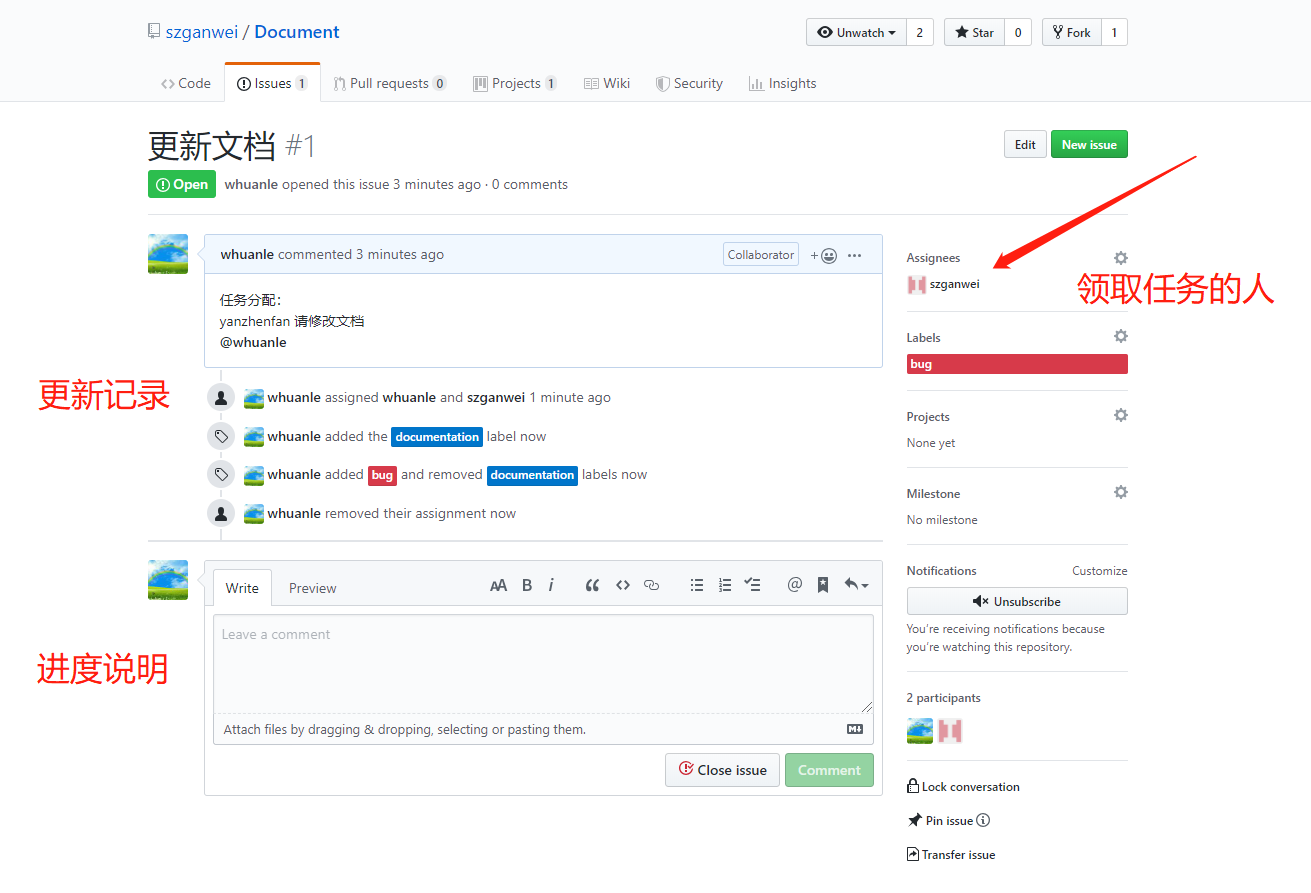 szganwei / Document
Unwatch 2 Star 0 Fork 1
Code Issues 1 Pull requests 0 Projects 1 Wiki Security Insights
更新文档 #1
Edit New issue
Open whuanle opened this issue 3 minutes ago · 0 comments
whuanle commented 3 minutes ago Collaborator + ...
任务分配：
yanzhenfan 请修改文档
@whuanle
更新记录
whuanle assigned whuanle and szganwei 1 minute ago
whuanle added the documentation label now
whuanle added bug and removed documentation labels now
whuanle removed their assignment now
Write Preview AA B i
Leave a comment
进度说明
Attach files by dragging & dropping, selecting or pasting them.
Close issue Comment
Assignees
szganwei
领取任务的人
Labels
bug
Projects
None yet
Milestone
No milestone
Notifications Customize
Unsubscribe
You're receiving notifications because
you're watching this repository.
2 participants
Lock conversation
Pin issue
Transfer issue